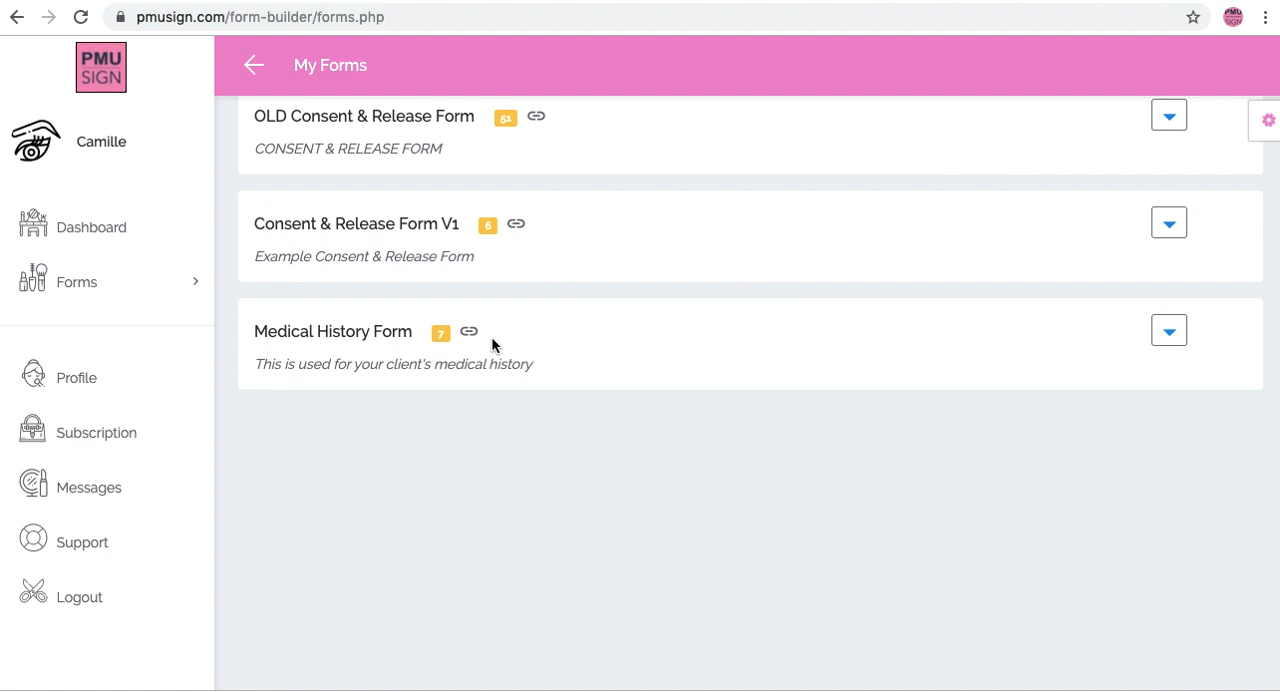 pmusign.com/form-builder/forms.php
PMU
SIGN
PMU
SIGN
My Forms
Camille
Dashboard
Forms
Profile
Subscription
Messages
Support
Logout
OLD Consent & Release Form 51
CONSENT & RELEASE FORM
Consent & Release Form V1 6
Example Consent & Release Form
Medical History Form 7
This is used for your client's medical history